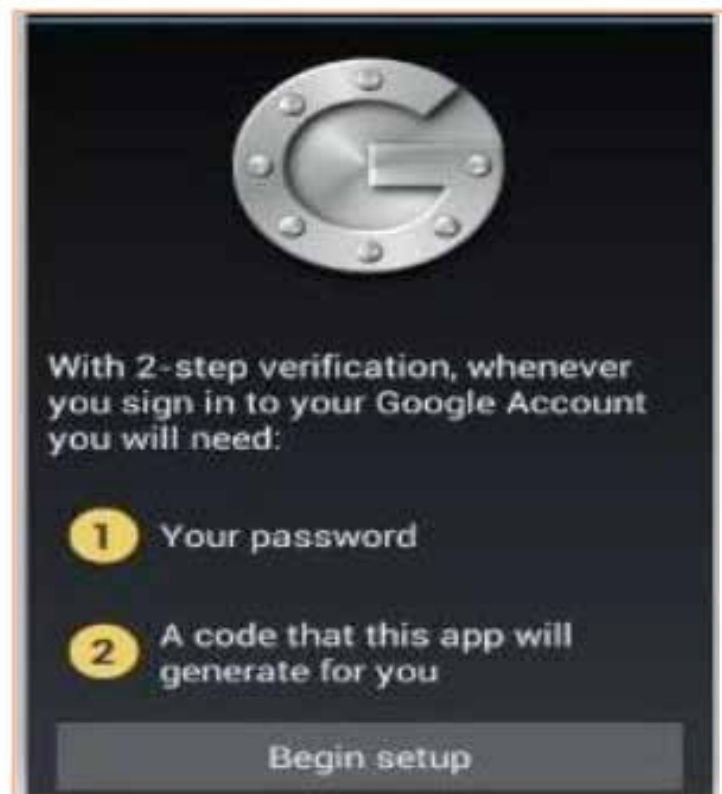 With 2-step verification, whenever
you sign in to your Google Account
you will need:
1 Your password
2 A code that this app will
generate for you
Begin setup